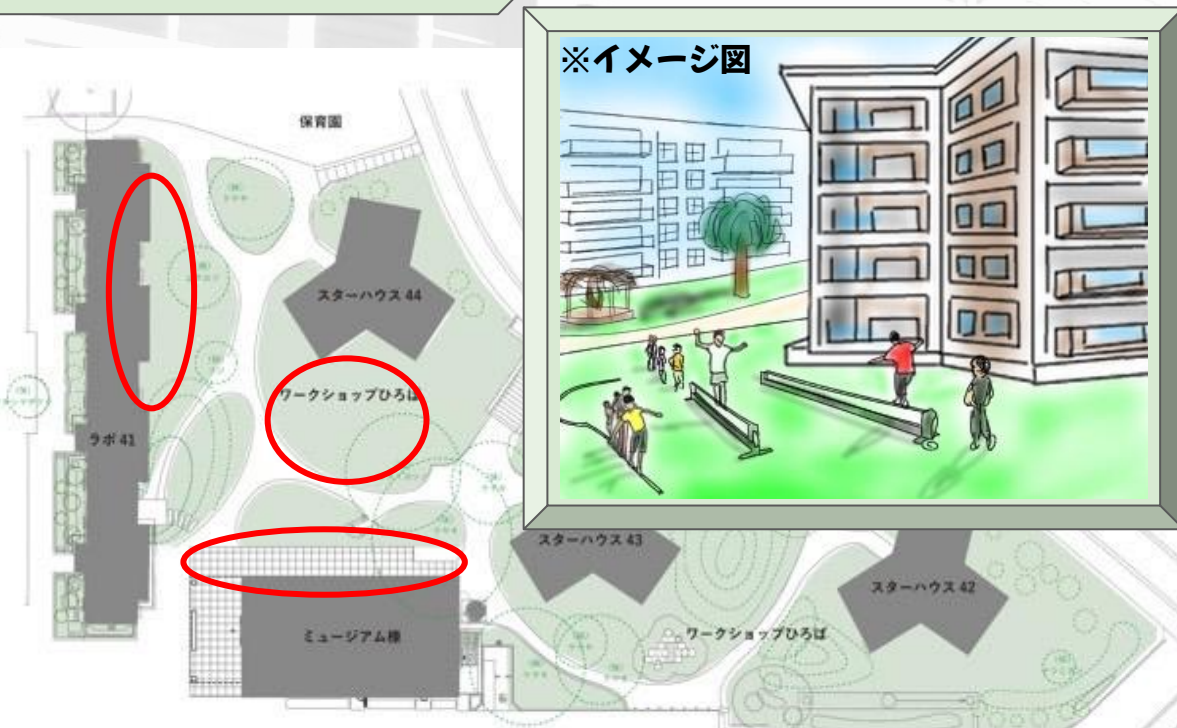 ※イメージ図
保育園
スターハウス 44
ワークショップひろば
ラボ 41
スターハウス 43
スターハウス 42
ミュージアム棟
ワークショップひろば